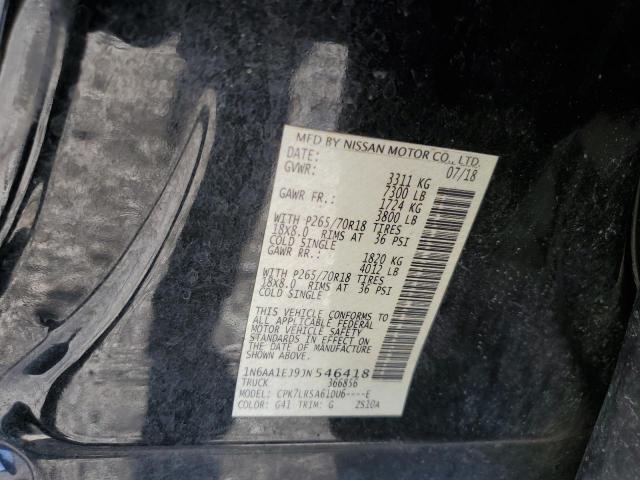 MFD BY NISSAN MOTOR CO., LTD.
DATE: 07/18
GVWR: 3311 KG
7300 LB
GAWR FR.: 1724 KG
3800 LB
WITH P265/70R18 TIRES
18X8.0 RIMS AT 36 PSI
COLD SINGLE
GAWR RR.: 1820 KG
4012 LB
WITH P265/70R18 TIRES
18X8.0 RIMS AT 36 PSI
COLD SINGLE
THIS VEHICLE CONFORMS TO
ALL APPLICABLE FEDERAL
MOTOR VEHICLE SAFETY
STANDARDS IN EFFECT ON
THE DATE OF MANUFACTURE
SHOWN ABOVE.
1N6AA1EJ9JN546418
TRUCK 366856
MODEL: CPK7LRSA61DU6----E
COLOR: G41 TRIM: G ZS10A